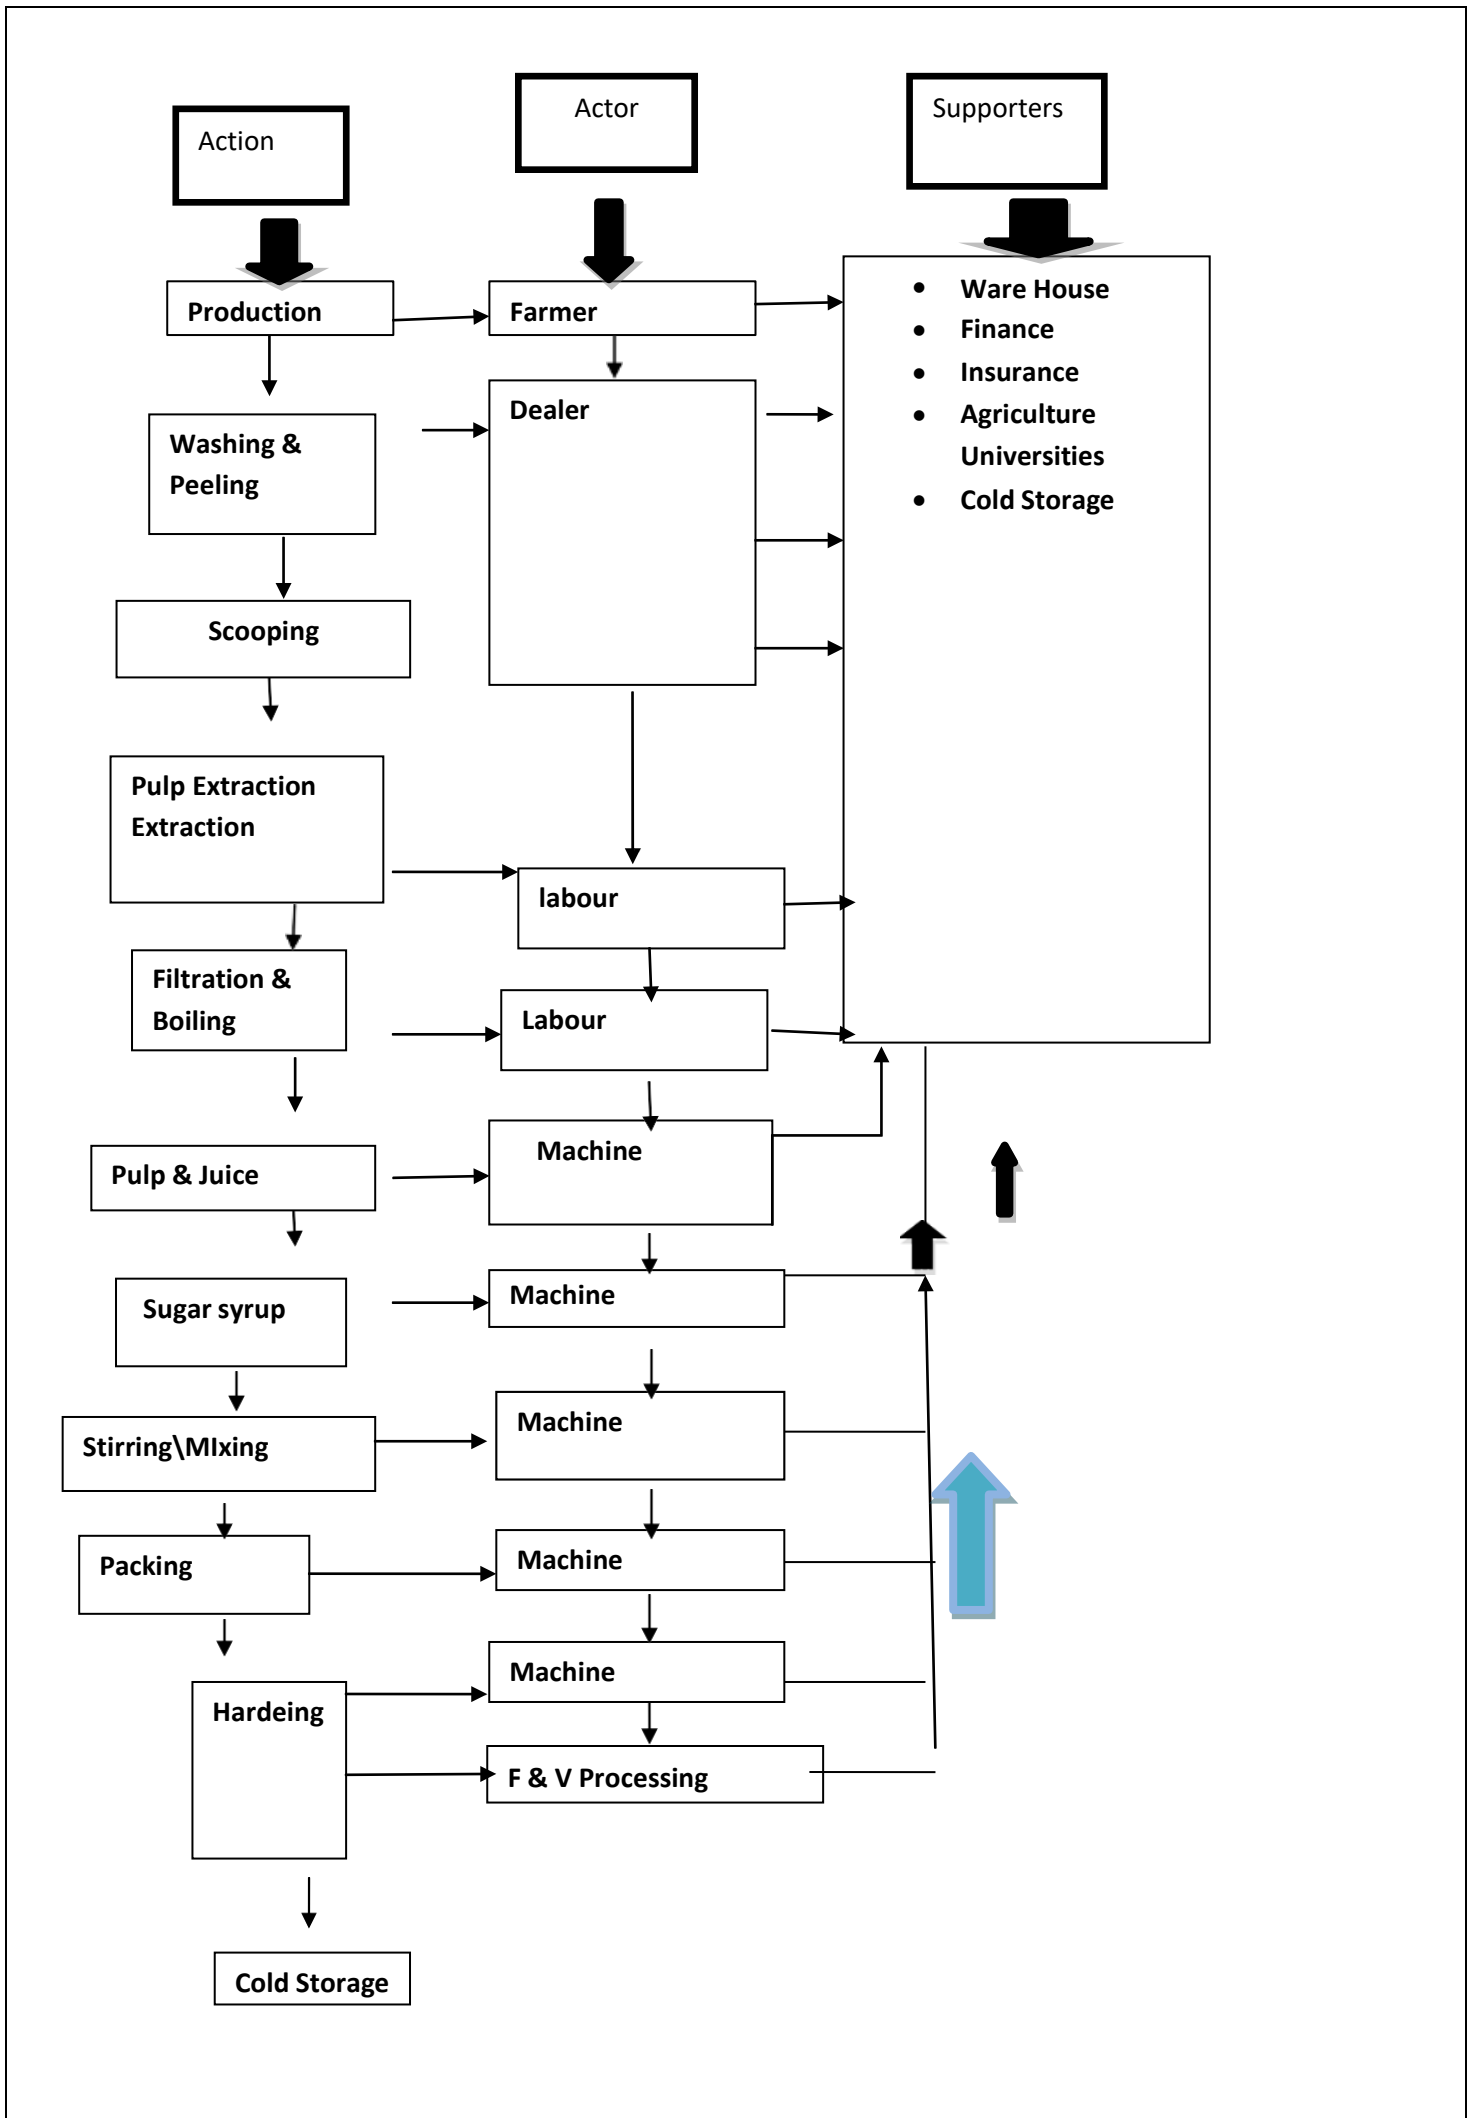 Action
Actor
Supporters
Production
Farmer
• Ware House
• Finance
• Insurance
• Agriculture
Universities
• Cold Storage
Dealer
Washing &
Peeling
Scooping
Pulp Extraction
Extraction
labour
Filtration &
Boiling
Labour
Machine
Pulp & Juice
Machine
Sugar syrup
Machine
Stirring\MIxing
Machine
Packing
Machine
Hardeing
F & V Processing
Cold Storage